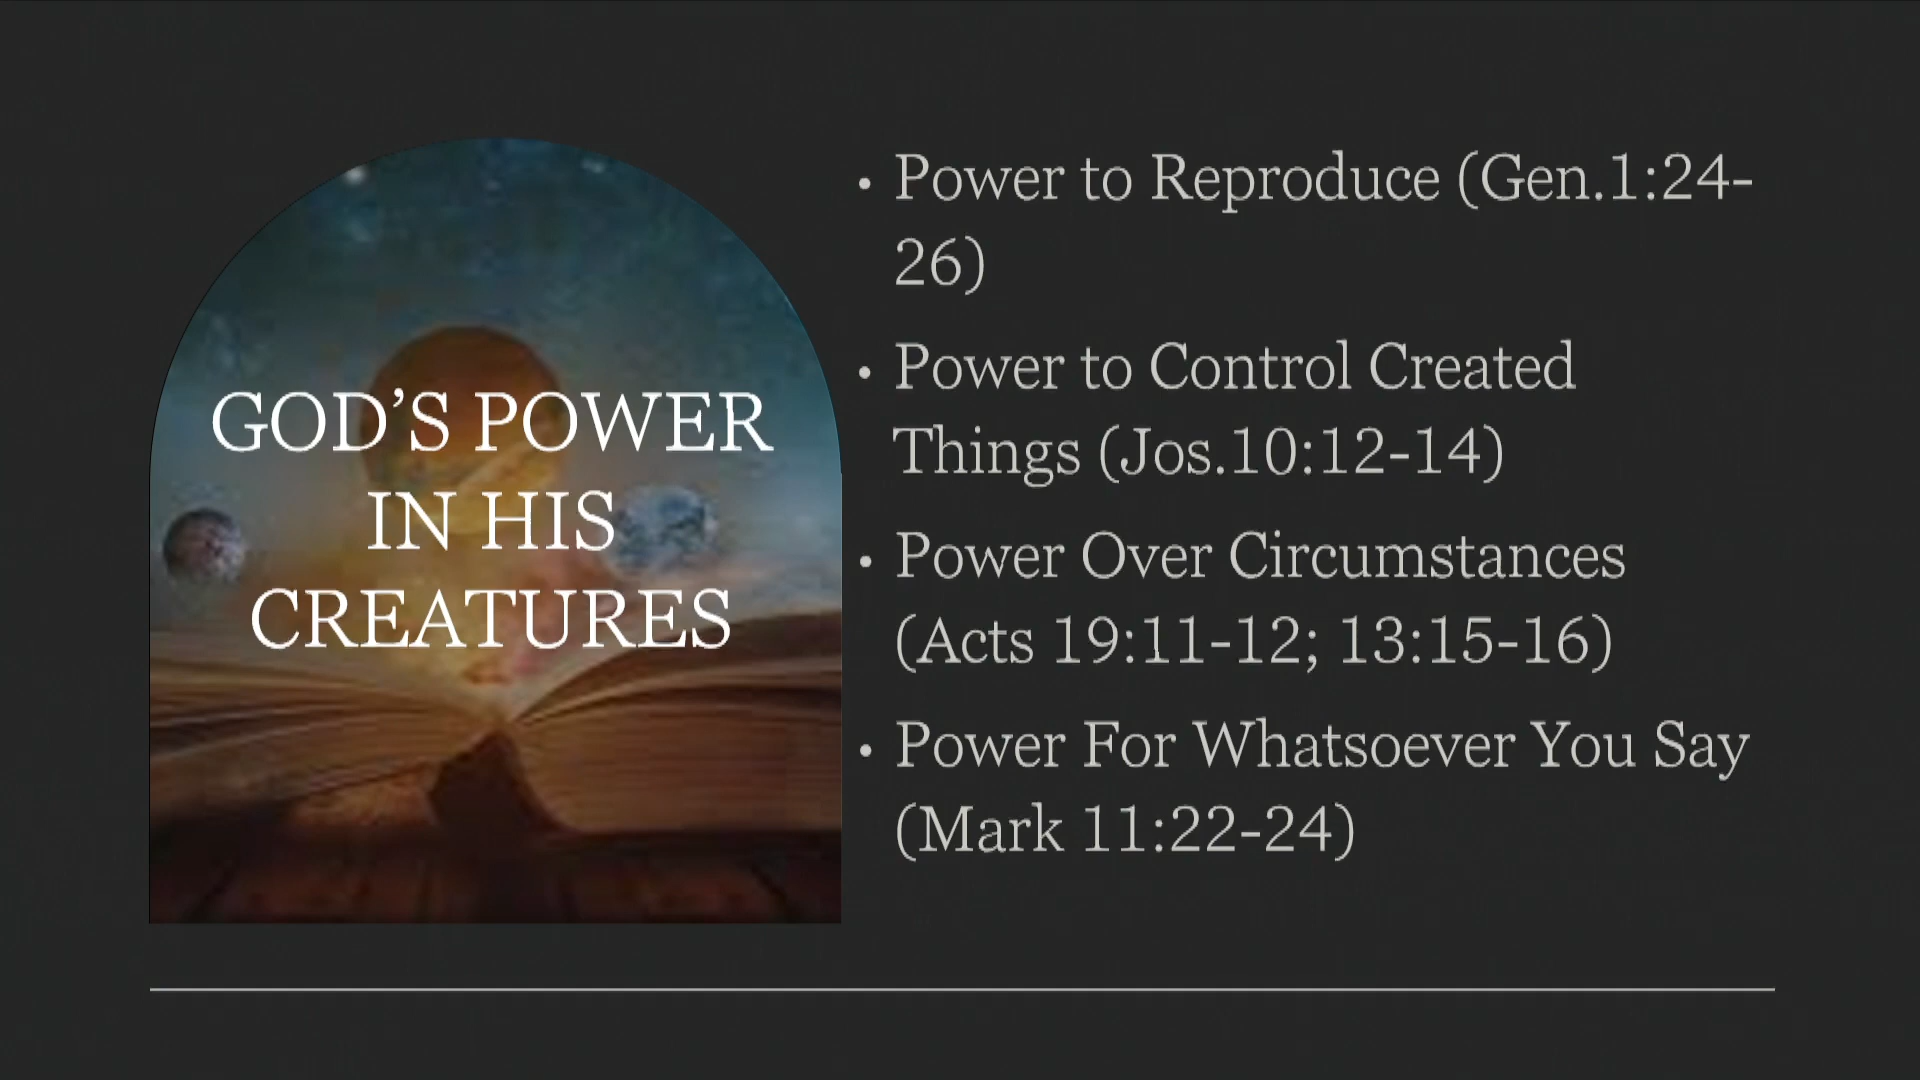 GOD’S POWER
IN HIS
CREATURES
• Power to Reproduce (Gen.1:24-
26)
• Power to Control Created
Things (Jos.10:12-14)
• Power Over Circumstances
(Acts 19:11-12; 13:15-16)
• Power For Whatsoever You Say
(Mark 11:22-24)